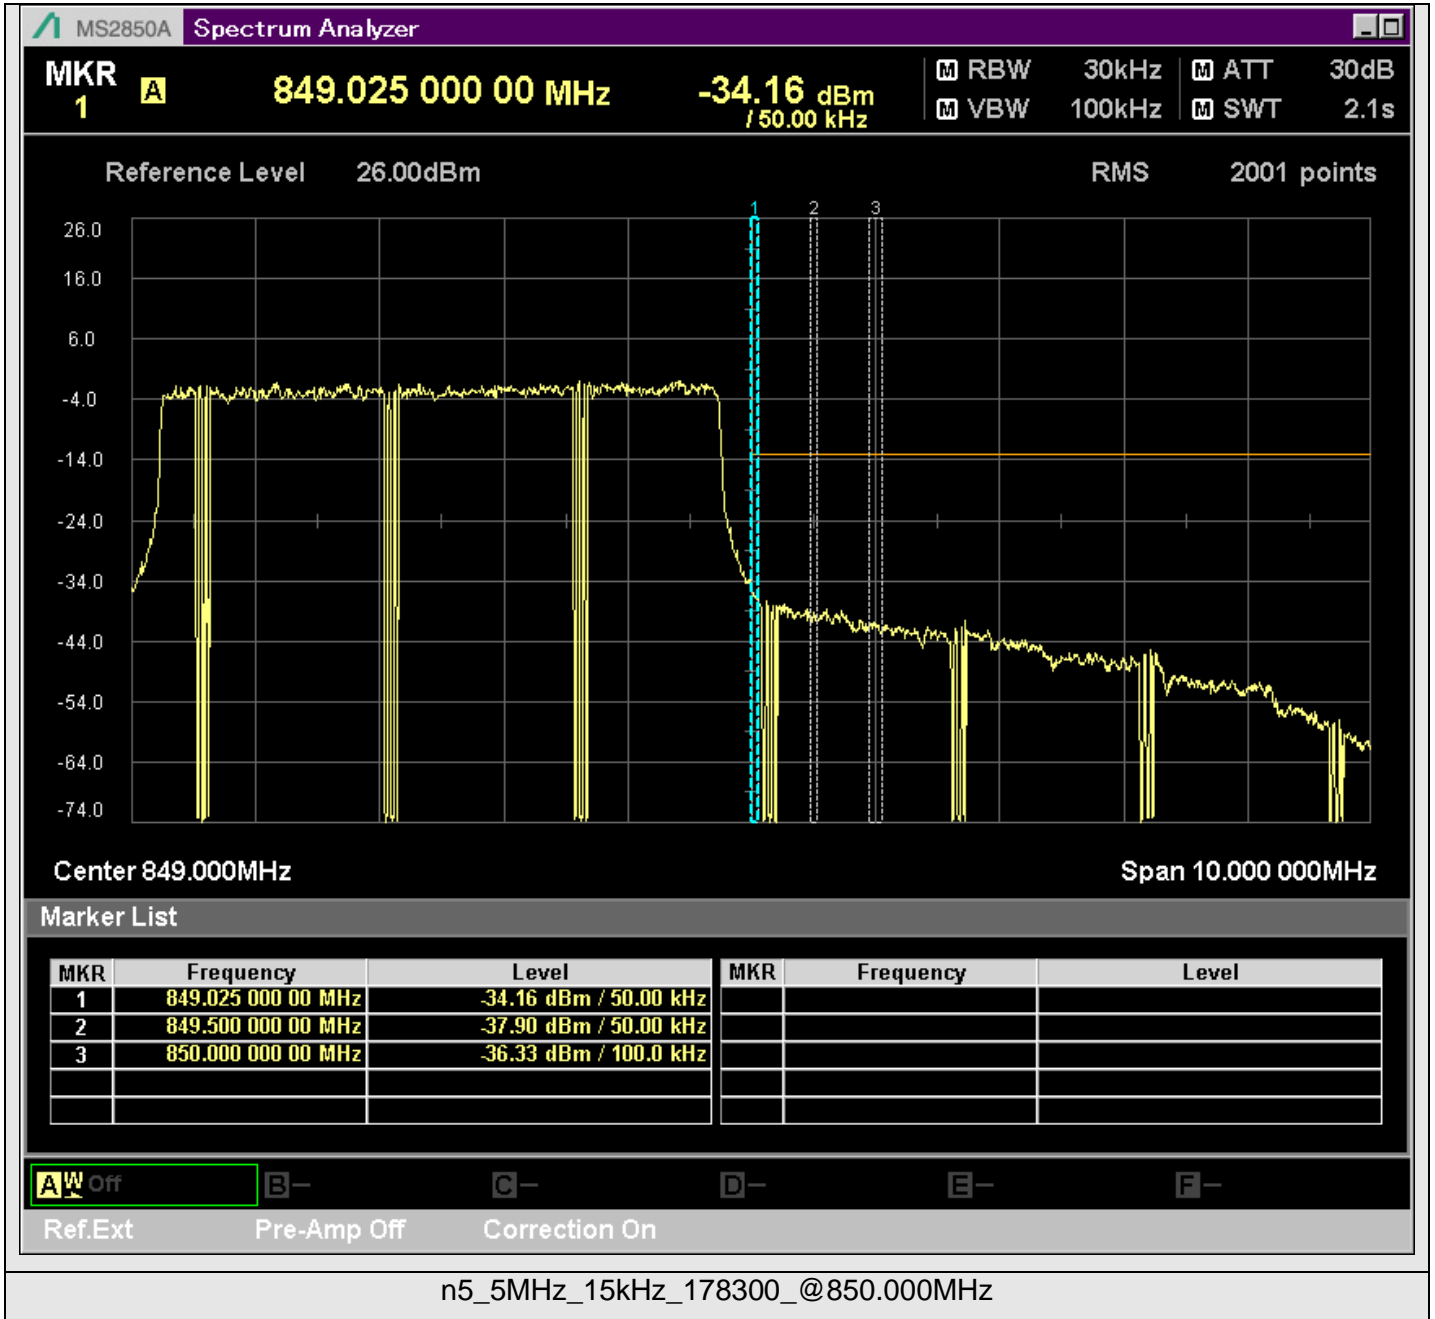 MS2850A Spectrum Analyzer
MKR 1 A 849.025 000 00 MHz -34.16 dBm / 50.00 kHz
M RBW 30kHz M ATT 30dB
M VBW 100kHz M SWT 2.1s
Reference Level 26.00dBm RMS 2001 points
1 2 3
26.0
16.0
6.0
-4.0
-14.0
-24.0
-34.0
-44.0
-54.0
-64.0
-74.0
Center 849.000MHz Span 10.000 000MHz
Marker List
MKR Frequency Level MKR Frequency Level
1 849.025 000 00 MHz -34.16 dBm / 50.00 kHz
2 849.500 000 00 MHz -37.90 dBm / 50.00 kHz
3 850.000 000 00 MHz -36.33 dBm / 100.0 kHz
A W Off B - C - D - E - F -
Ref.Ext Pre-Amp Off Correction On
n5_5MHz_15kHz_178300_@850.000MHz